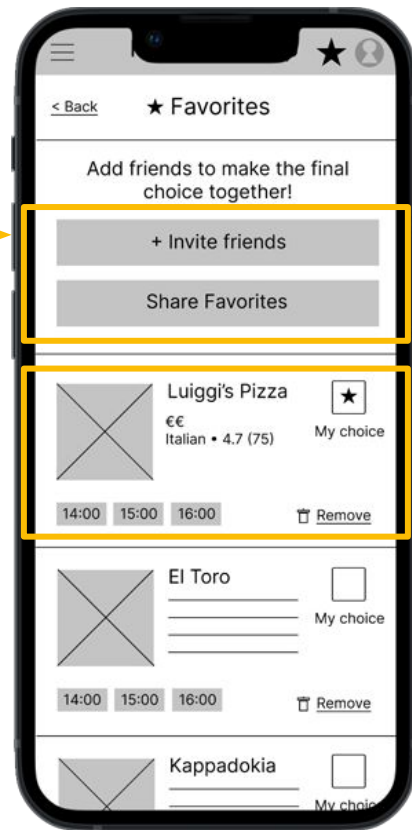 < Back
★ Favorites
Add friends to make the final
choice together!
+ Invite friends
Share Favorites
Luiggi's Pizza
€€
Italian • 4.7 (75)
My choice
14:00 15:00 16:00
Remove
El Toro
My choice
14:00 15:00 16:00
Remove
Kappadokia
My choice